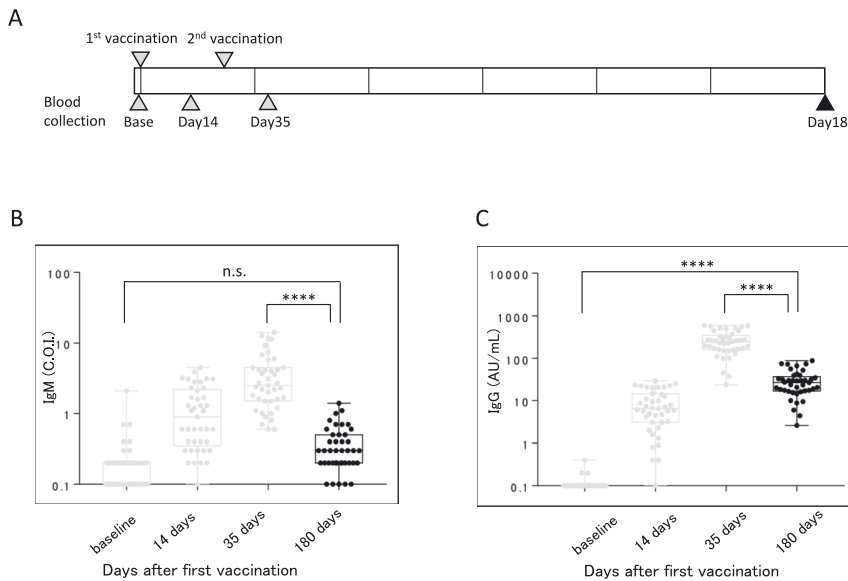 A
1st vaccination 2nd vaccination
Blood
collection
Base
Day14
Day35
Day18
B
n.s.
****
100
10
1
0.1
IgM (C.O.I.)
baseline
14 days
35 days
180 days
Days after first vaccination
C
****
****
10000
1000
100
10
1
0.1
IgG (AU/mL)
baseline
14 days
35 days
180 days
Days after first vaccination